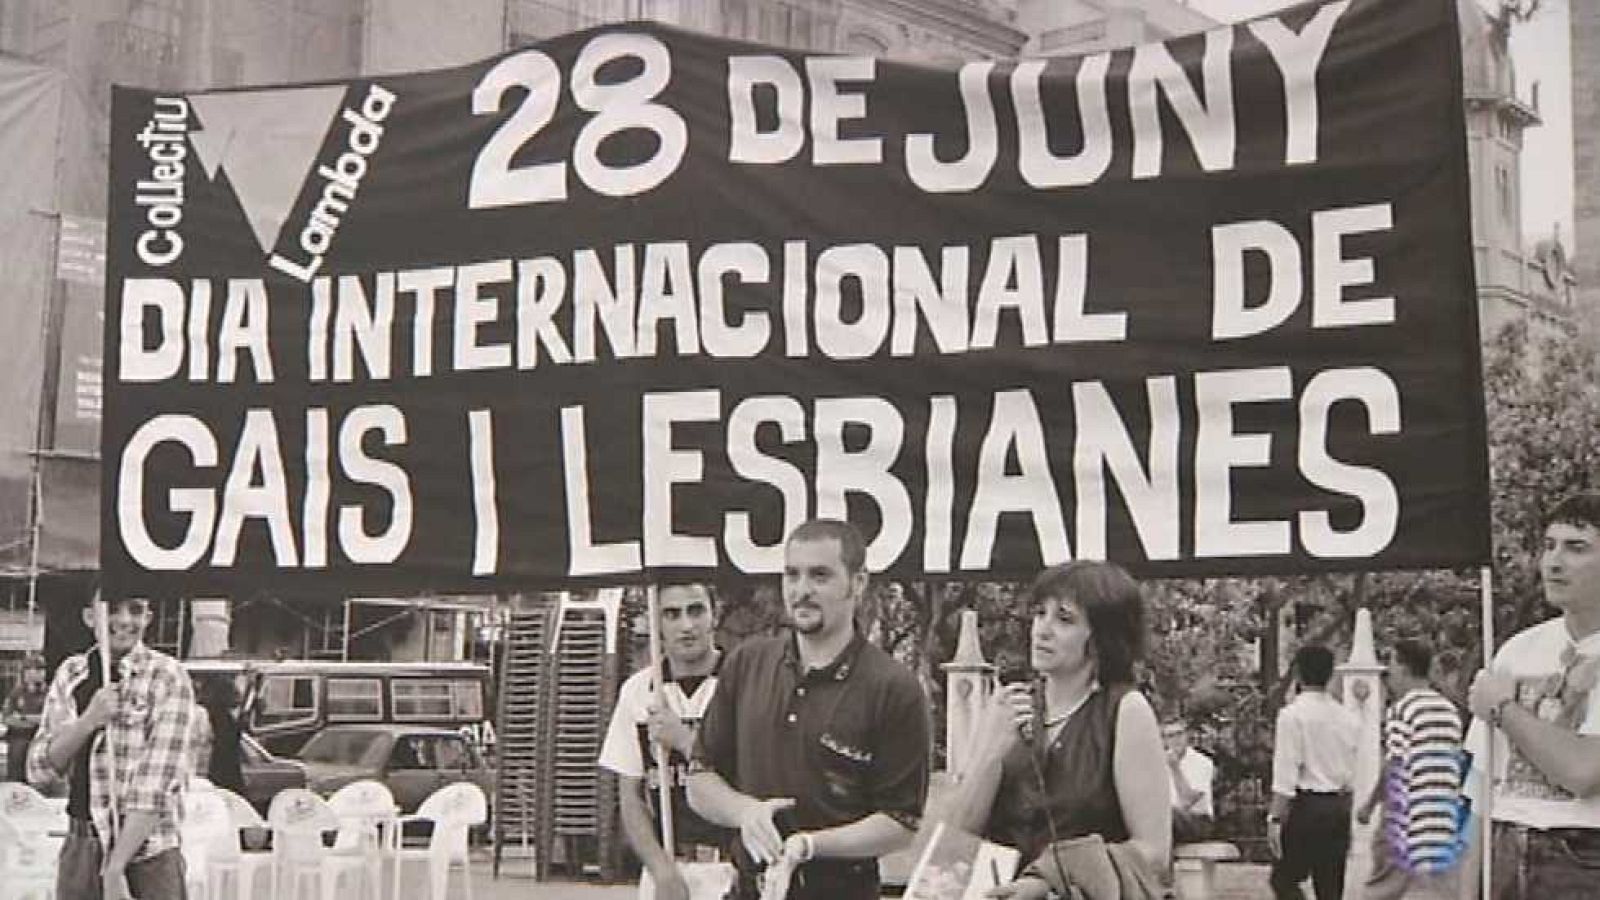 Col·lectiu
Lambda
28 DE JUNY
DIA INTERNACIONAL DE
GAIS I LESBIANES